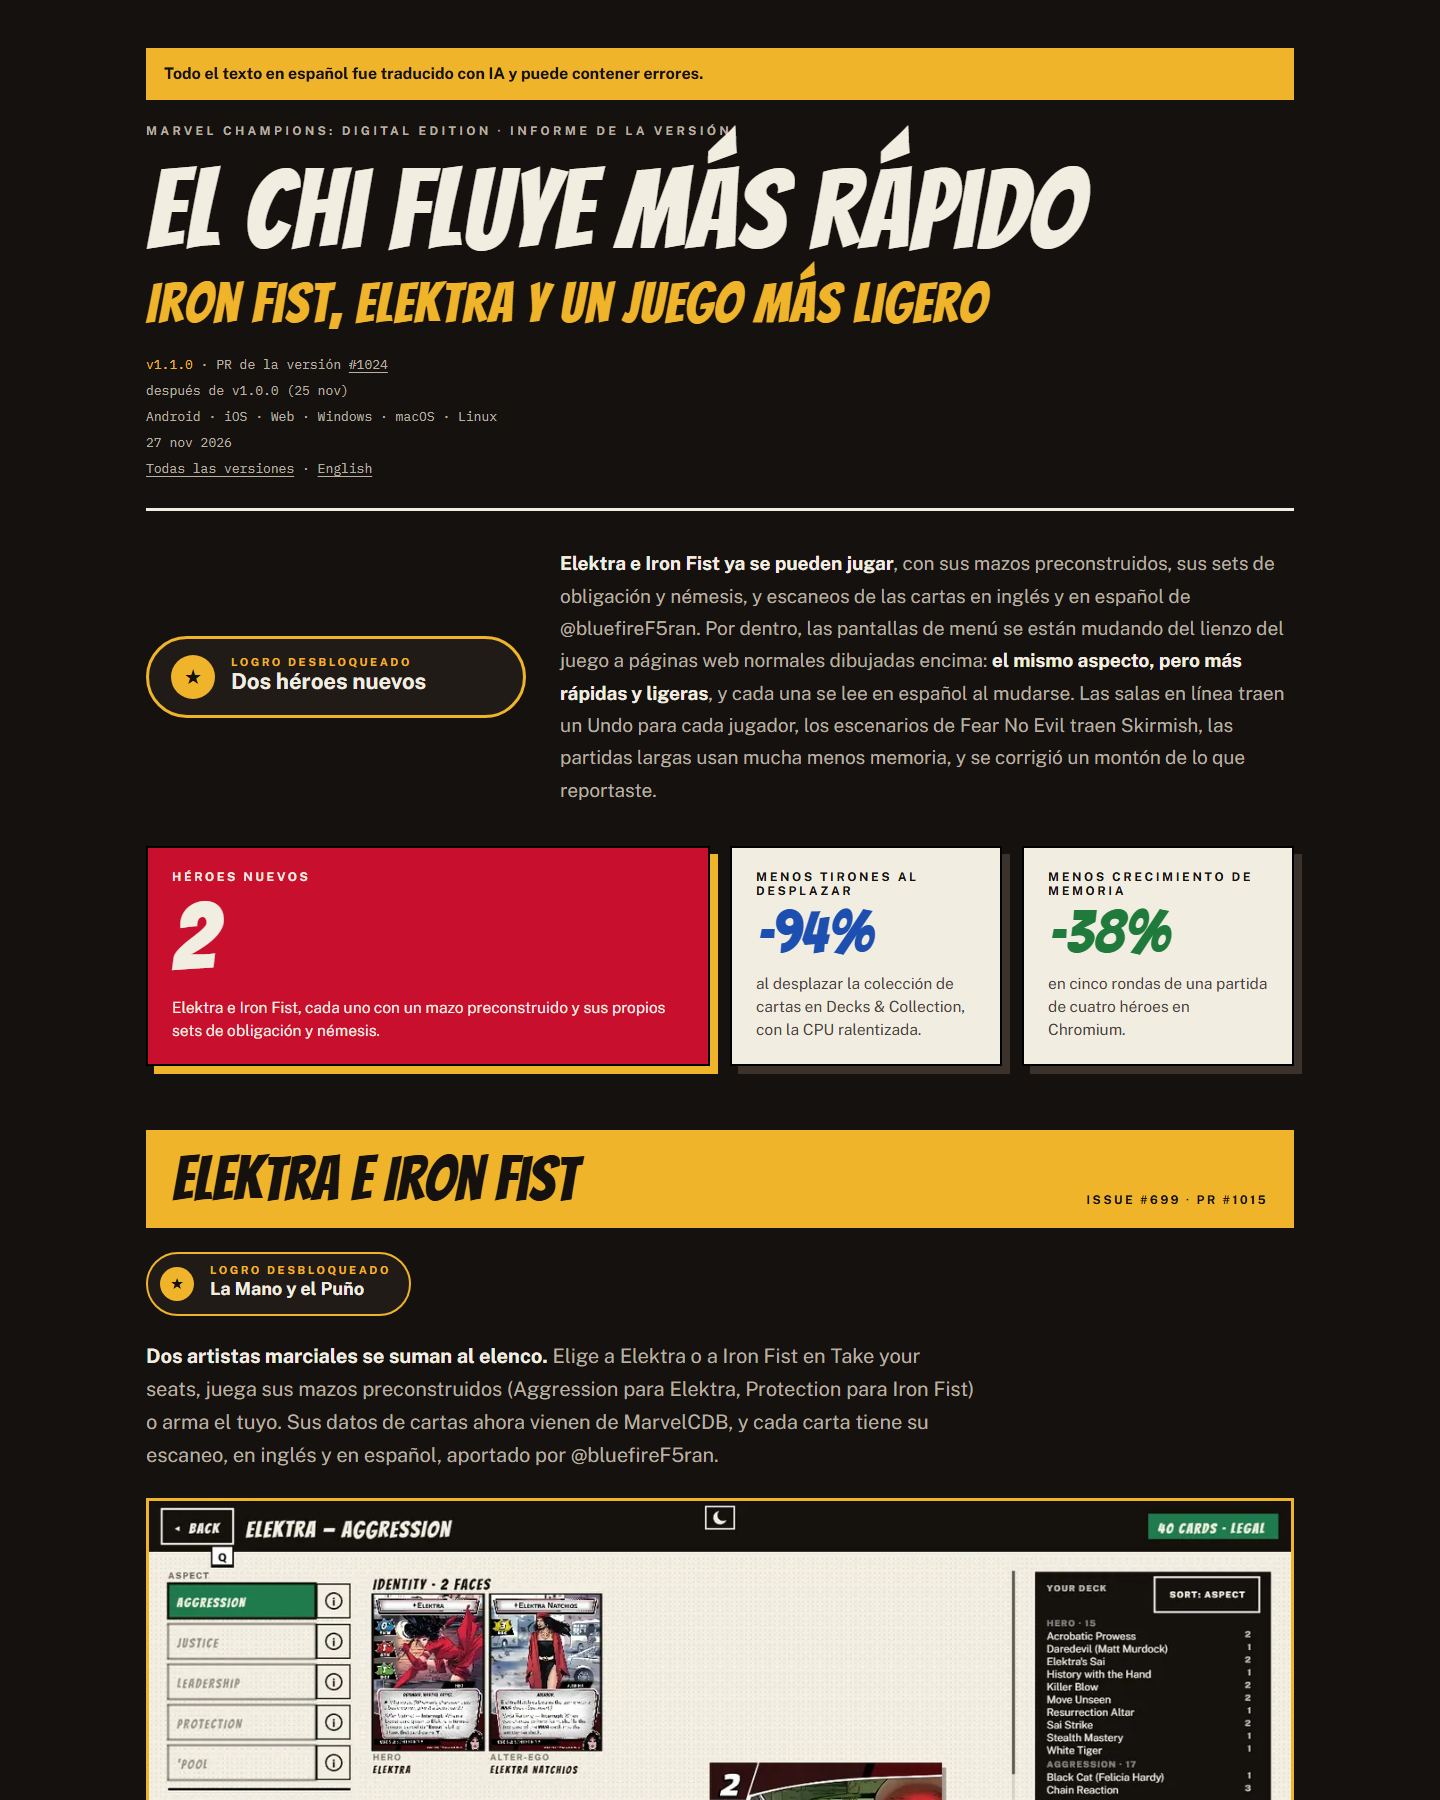 Todo el texto en español fue traducido con IA y puede contener errores.
MARVEL CHAMPIONS: DIGITAL EDITION · INFORME DE LA VERSIÓN
EL CHI FLUYE MÁS RÁPIDO
IRON FIST, ELEKTRA Y UN JUEGO MÁS LIGERO
v1.1.0 · PR de la versión #1024
después de v1.0.0 (25 nov)
Android · iOS · Web · Windows · macOS · Linux
27 nov 2026
Todas las versiones · English
LOGRO DESBLOQUEADO
Dos héroes nuevos
Elektra e Iron Fist ya se pueden jugar, con sus mazos preconstruidos, sus sets de
obligación y némesis, y escaneos de las cartas en inglés y en español de
@bluefireF5ran. Por dentro, las pantallas de menú se están mudando del lienzo del
juego a páginas web normales dibujadas encima: el mismo aspecto, pero más
rápidas y ligeras, y cada una se lee en español al mudarse. Las salas en línea traen
un Undo para cada jugador, los escenarios de Fear No Evil traen Skirmish, las
partidas largas usan mucha menos memoria, y se corrigió un montón de lo que
reportaste.
HÉROES NUEVOS
2
Elektra e Iron Fist, cada uno con un mazo preconstruido y sus propios
sets de obligación y némesis.
MENOS TIRONES AL
DESPLAZAR
-94%
al desplazar la colección de
cartas en Decks & Collection,
con la CPU ralentizada.
MENOS CRECIMIENTO DE
MEMORIA
-38%
en cinco rondas de una partida
de cuatro héroes en
Chromium.
ELEKTRA E IRON FIST
ISSUE #699 · PR #1015
LOGRO DESBLOQUEADO
La Mano y el Puño
Dos artistas marciales se suman al elenco. Elige a Elektra o a Iron Fist en Take your
seats, juega sus mazos preconstruidos (Aggression para Elektra, Protection para Iron Fist)
o arma el tuyo. Sus datos de cartas ahora vienen de MarvelCDB, y cada carta tiene su
escaneo, en inglés y en español, aportado por @bluefireF5ran.
BACK
Q
ELEKTRA – AGGRESSION
40 CARDS · LEGAL
ASPECT
AGGRESSION
JUSTICE
LEADERSHIP
PROTECTION
'POOL
IDENTITY · 2 FACES
Elektra
Elektra Natchios
HERO
ELEKTRA
ALTER-EGO
ELEKTRA NATCHIOS
2
YOUR DECK
SORT: ASPECT
HERO · 15
Acrobatic Prowess 2
Daredevil (Matt Murdock) 1
Elektra's Sai 2
History with the Hand 1
Killer Blow 2
Move Unseen 2
Resurrection Altar 1
Sai Strike 2
Stealth Mastery 1
White Tiger 1
AGGRESSION · 17
Black Cat (Felicia Hardy) 1
Chain Reaction 3